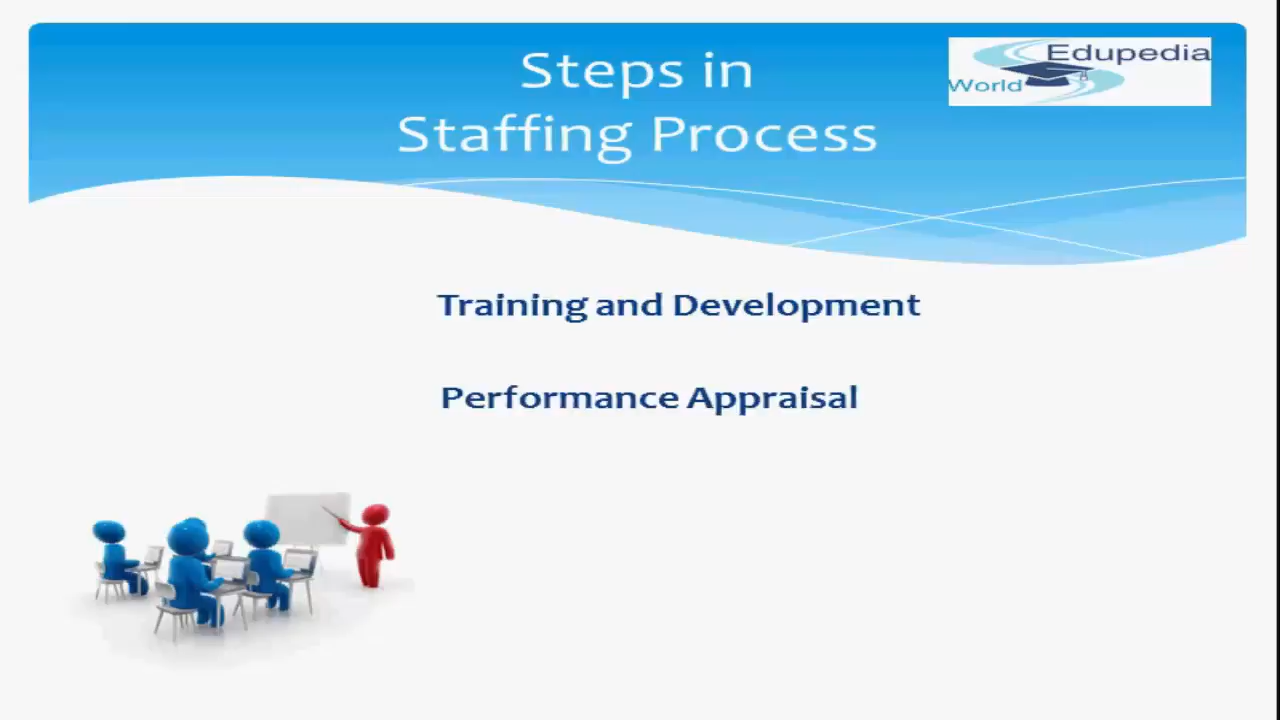 Steps in
Staffing Process
Edupedia
World
Training and Development
Performance Appraisal